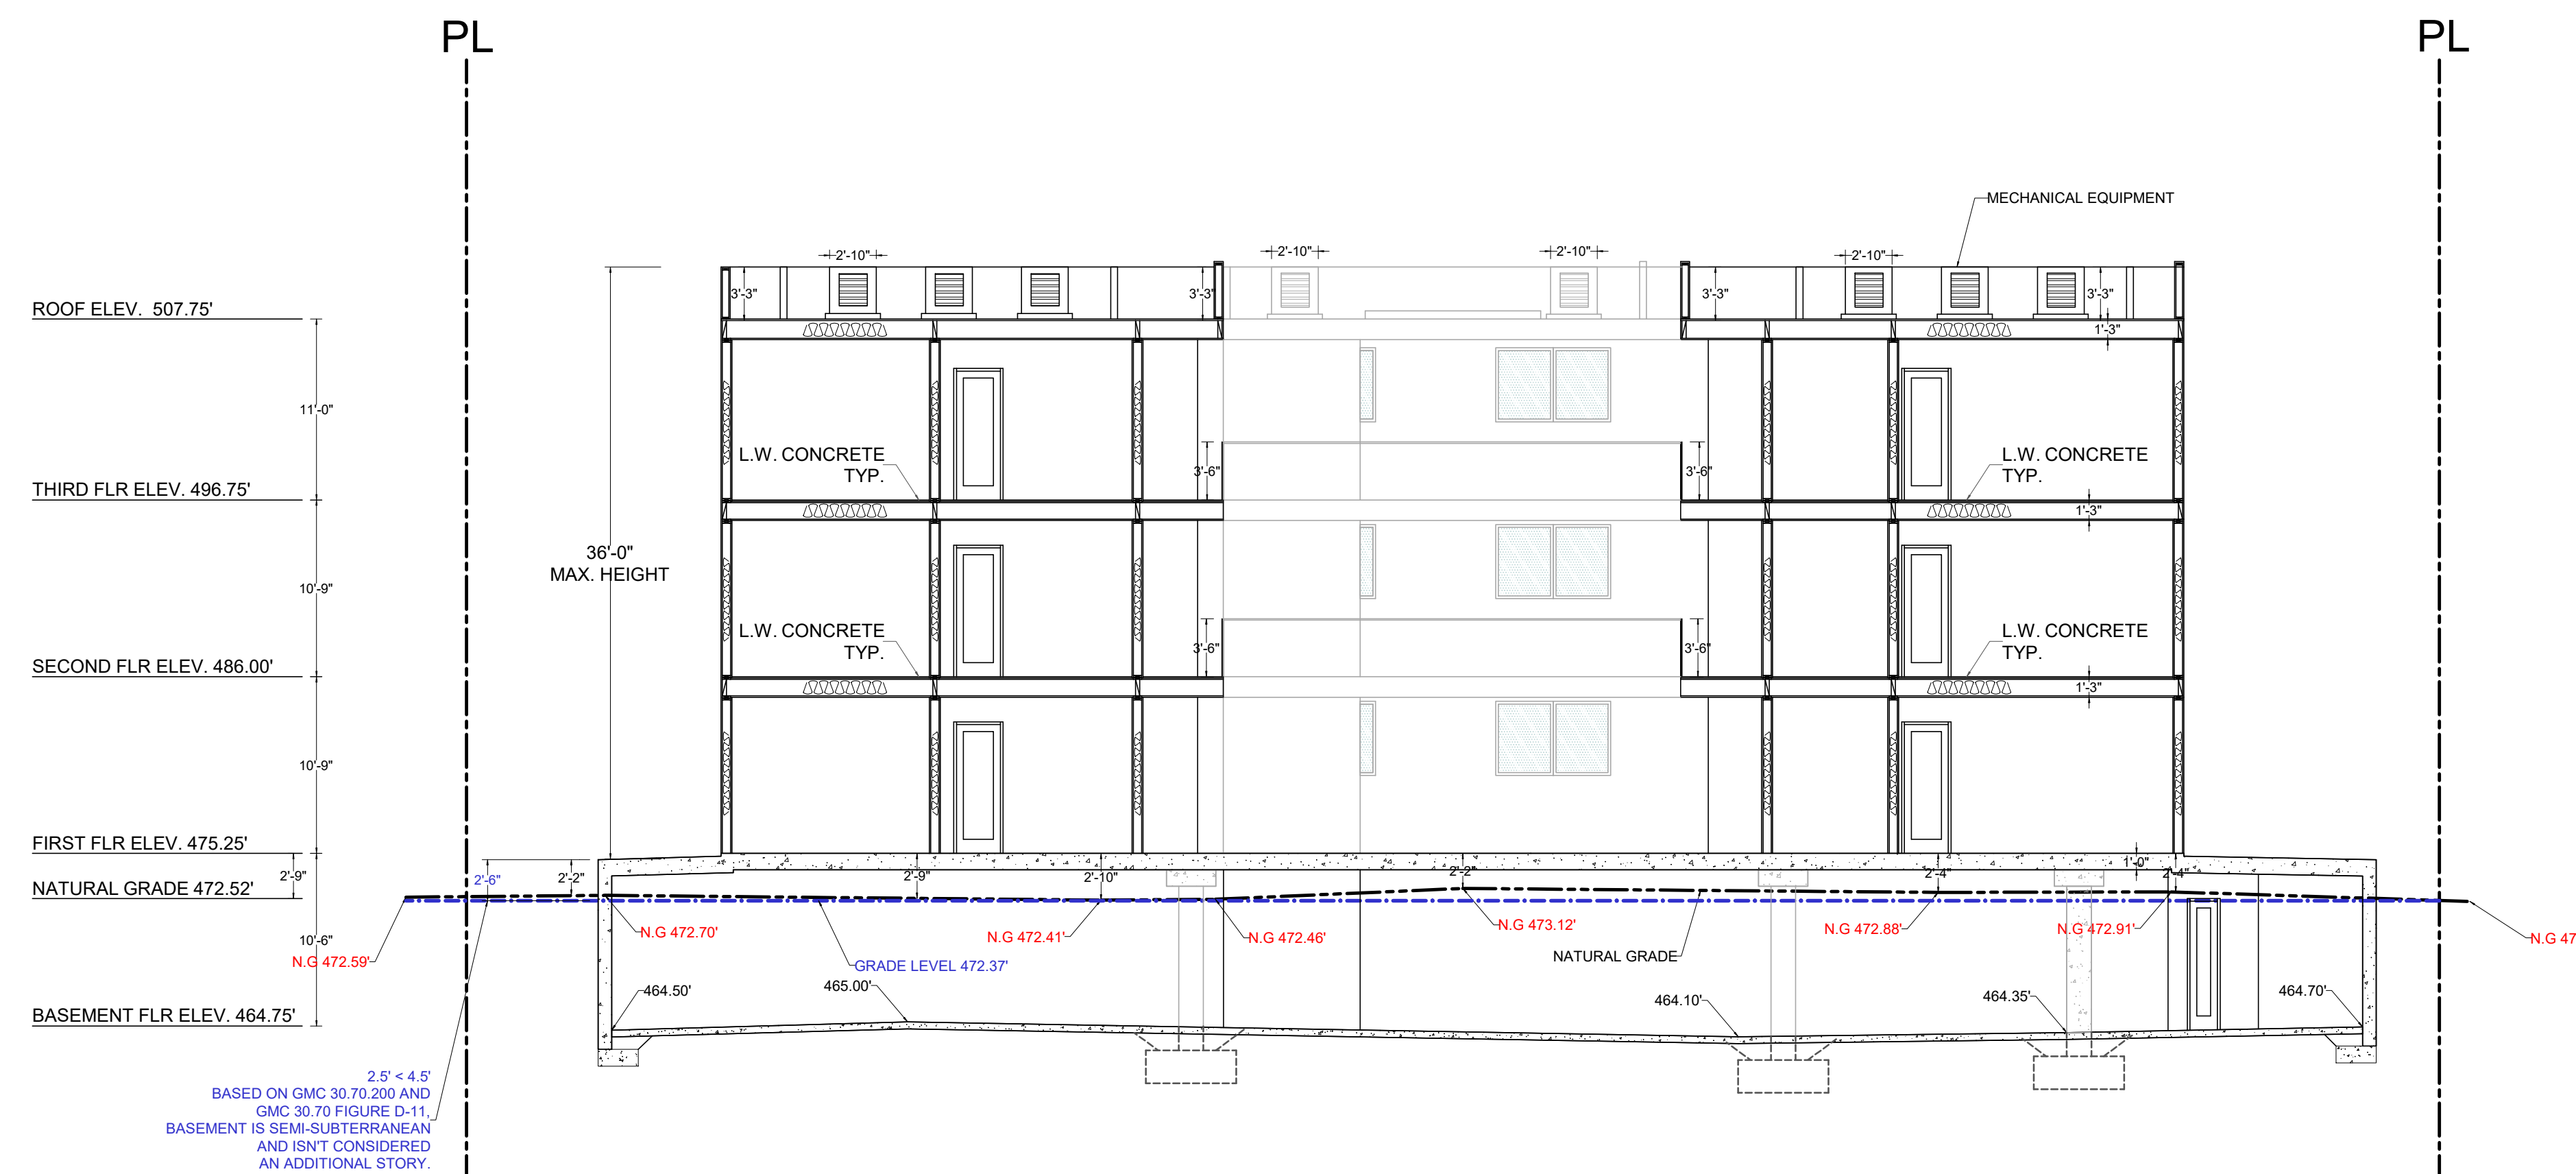 PL
PL
MECHANICAL EQUIPMENT
2'-10"
2'-10"
2'-10"
2'-10"
3'-3"
3'-3"
3'-3"
3'-3"
ROOF ELEV. 507.75'
1'-3"
11'-0"
L.W. CONCRETE
TYP.
3'-6"
3'-6"
L.W. CONCRETE
TYP.
THIRD FLR ELEV. 496.75'
1'-3"
36'-0"
MAX. HEIGHT
10'-9"
L.W. CONCRETE
TYP.
3'-6"
3'-6"
L.W. CONCRETE
TYP.
SECOND FLR ELEV. 486.00'
1'-3"
10'-9"
FIRST FLR ELEV. 475.25'
2'-9"
2'-6"
2'-2"
2'-9"
2'-10"
2'-2"
2'-4"
1'-0"
2'-4"
NATURAL GRADE 472.52'
N.G 472.70'
N.G 472.41'
N.G 472.46'
N.G 473.12'
N.G 472.88'
N.G 472.91'
N.G 47
10'-6"
N.G 472.59'
GRADE LEVEL 472.37'
NATURAL GRADE
464.50'
465.00'
464.10'
464.35'
464.70'
BASEMENT FLR ELEV. 464.75'
2.5' < 4.5'
BASED ON GMC 30.70.200 AND
GMC 30.70 FIGURE D-11,
BASEMENT IS SEMI-SUBTERRANEAN
AND ISN'T CONSIDERED
AN ADDITIONAL STORY.